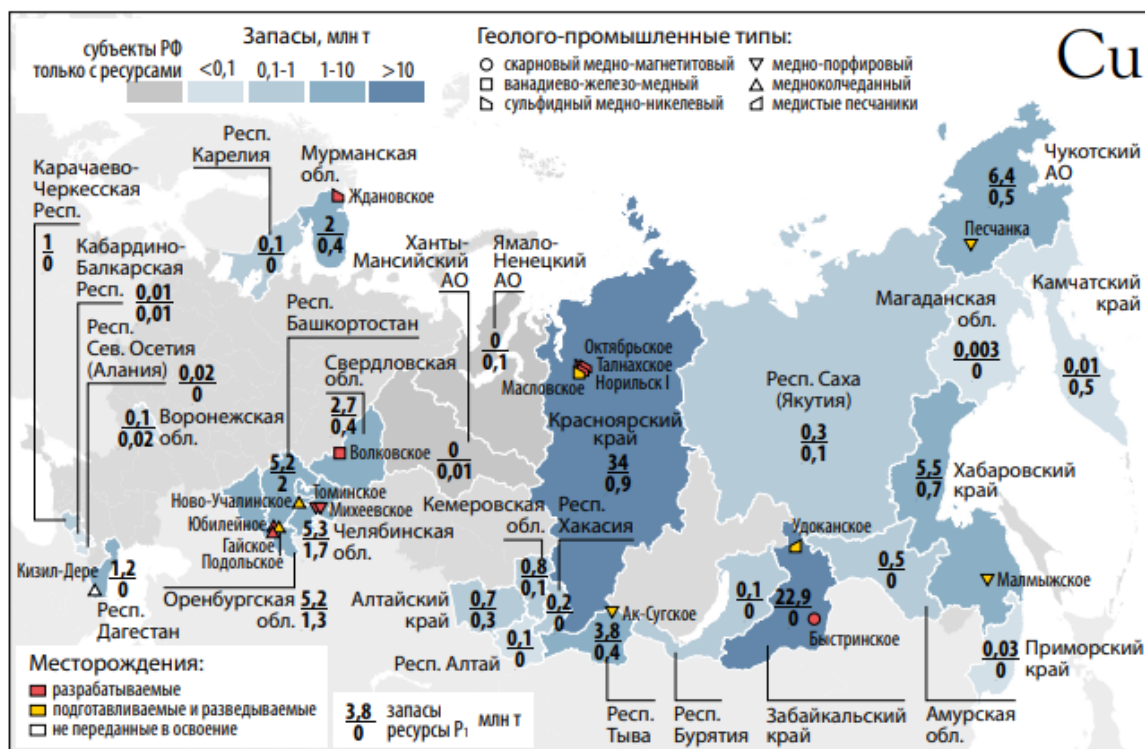 Cu
Запасы, млн т
субъекты РФ
только с ресурсами
<0,1
0,1-1
1-10
>10
Геолого-промышленные типы:
скарновый медно-магнетитовый
ванадиево-железо-медный
сульфидный медно-никелевый
медно-порфировый
медноколчеданный
медистые песчаники
Респ.
Карелия
0,1
0
Мурманская
обл.
Ждановское
2
0,4
Карачаево-
Черкесская
Респ.
1
0
Кабардино-
Балкарская
Респ.
0,01
0,01
Респ.
Сев. Осетия
(Алания)
0,02
0
0,1
0,02
Воронежская
обл.
Респ.
Башкортостан
5,2
2
Свердловская
обл.
2,7
0,4
Волковское
Ханты-
Мансийский
АО
0
0,01
Ямало-
Ненецкий
АО
0
0,1
Октябрьское
Талнахское
Норильск I
Масловское
Красноярский
край
34
0,9
Респ. Саха
(Якутия)
0,3
0,1
Чукотский
АО
6,4
0,5
Песчанка
Камчатский
край
0,01
0,5
Магаданская
обл.
0,003
0
Хабаровский
край
5,5
0,7
Малмыжское
Ново-Учалинское
Томинское
Михеевское
Юбилейное
Гайское
Подольское
5,3
1,7
Челябинская
обл.
Кизил-Дере
1,2
0
Респ.
Дагестан
Оренбургская
обл.
5,2
1,3
Кемеровская
обл.
0,8
0,1
Респ.
Хакасия
0,2
0
Алтайский
край
0,7
0,3
Респ. Алтай
0,1
0
Ак-Сугское
3,8
0,4
Респ.
Тыва
0,1
0
Респ.
Бурятия
Удоканское
22,9
0
Быстринское
Забайкальский
край
0,5
0
Амурская
обл.
0,03
0
Приморский
край
Месторождения:
разрабатываемые
подготавливаемые и разведываемые
не переданные в освоение
3,8
0
запасы
ресурсы P₁
млн т